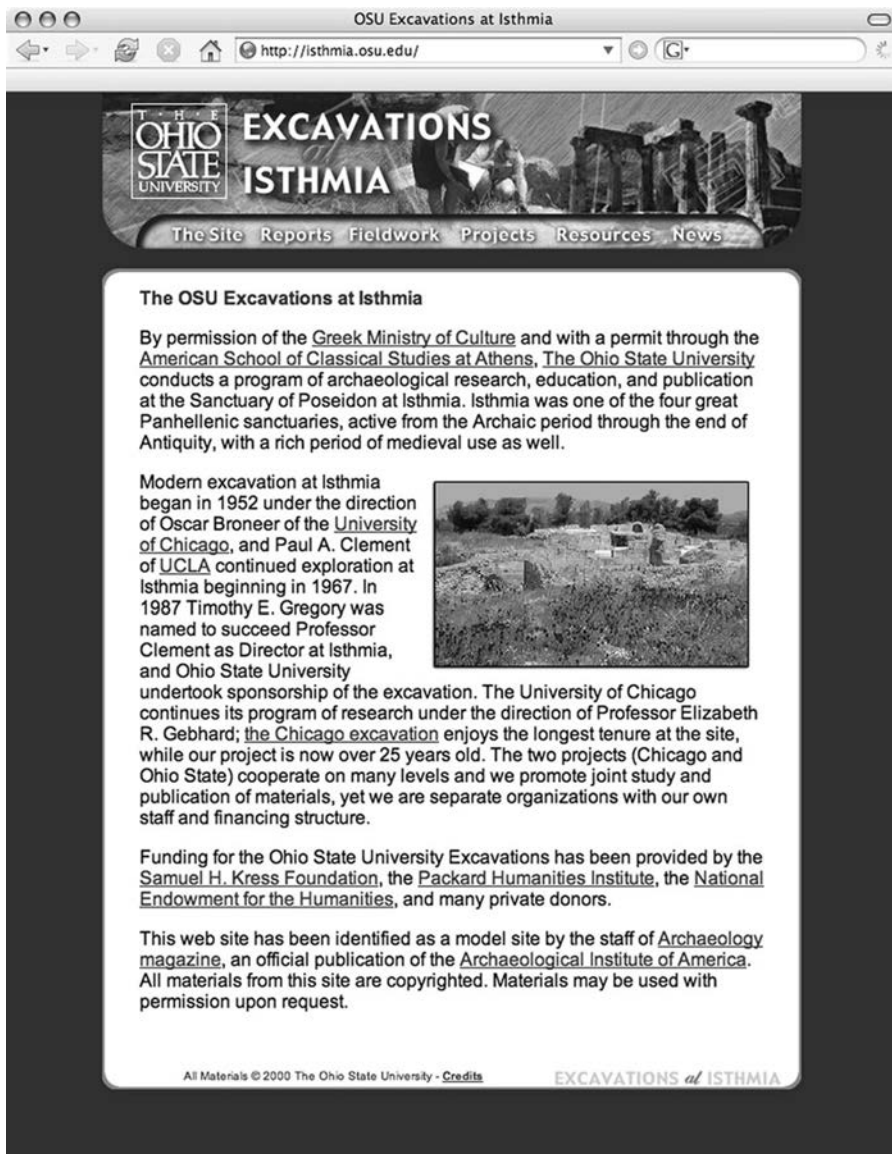 OSU Excavations at Isthmia
http://isthmia.osu.edu/
G
T · H · E
OHIO
STATE
UNIVERSITY
EXCAVATIONS
at
ISTHMIA
The Site Reports Fieldwork Projects Resources News
The OSU Excavations at Isthmia
By permission of the Greek Ministry of Culture and with a permit through the
American School of Classical Studies at Athens, The Ohio State University
conducts a program of archaeological research, education, and publication
at the Sanctuary of Poseidon at Isthmia. Isthmia was one of the four great
Panhellenic sanctuaries, active from the Archaic period through the end of
Antiquity, with a rich period of medieval use as well.
Modern excavation at Isthmia
began in 1952 under the direction
of Oscar Broneer of the University
of Chicago, and Paul A. Clement
of UCLA continued exploration at
Isthmia beginning in 1967. In
1987 Timothy E. Gregory was
named to succeed Professor
Clement as Director at Isthmia,
and Ohio State University
undertook sponsorship of the excavation. The University of Chicago
continues its program of research under the direction of Professor Elizabeth
R. Gebhard; the Chicago excavation enjoys the longest tenure at the site,
while our project is now over 25 years old. The two projects (Chicago and
Ohio State) cooperate on many levels and we promote joint study and
publication of materials, yet we are separate organizations with our own
staff and financing structure.
Funding for the Ohio State University Excavations has been provided by the
Samuel H. Kress Foundation, the Packard Humanities Institute, the National
Endowment for the Humanities, and many private donors.
This web site has been identified as a model site by the staff of Archaeology
magazine, an official publication of the Archaeological Institute of America.
All materials from this site are copyrighted. Materials may be used with
permission upon request.
All Materials © 2000 The Ohio State University - Credits
EXCAVATIONS at ISTHMIA